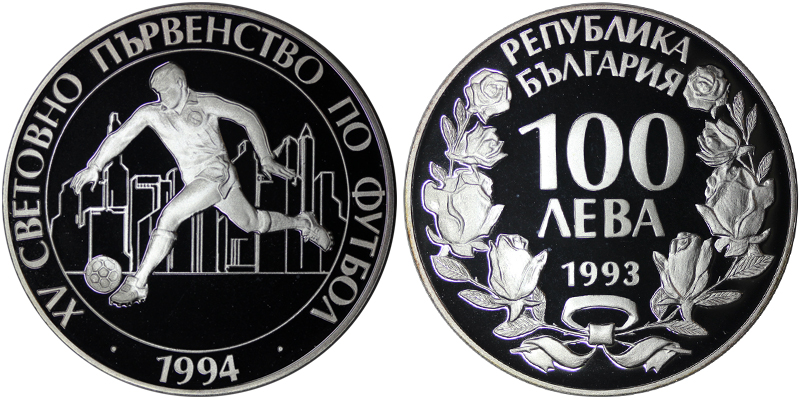 XV СВЕТОВНО ПЪРВЕНСТВО ПО ФУТБОЛ
· 1994 ·
РЕПУБЛИКА
БЪЛГАРИЯ
100
ЛЕВА
1993